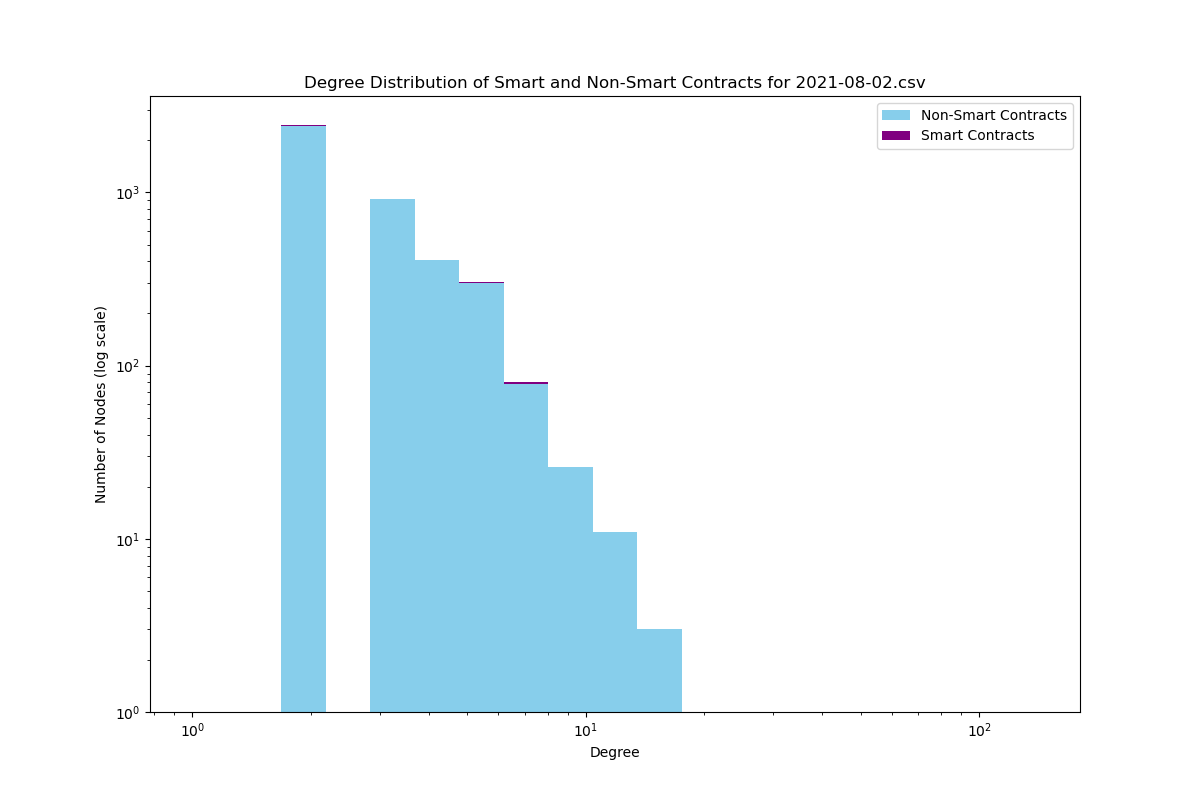 Degree Distribution of Smart and Non-Smart Contracts for 2021-08-02.csv
Non-Smart Contracts
Smart Contracts
Number of Nodes (log scale)
10³
10²
10¹
10⁰
10⁰ 10¹ 10²
Degree